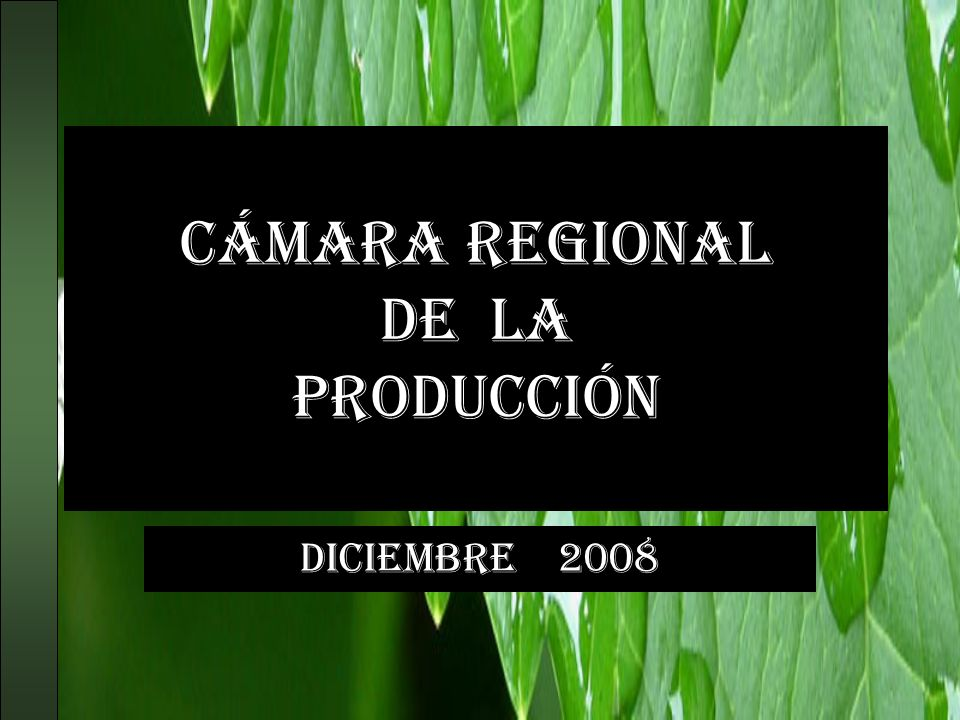 CÁMARA REGIONAL
DE LA
PRODUCCIÓN
DICIEMBRE 2008